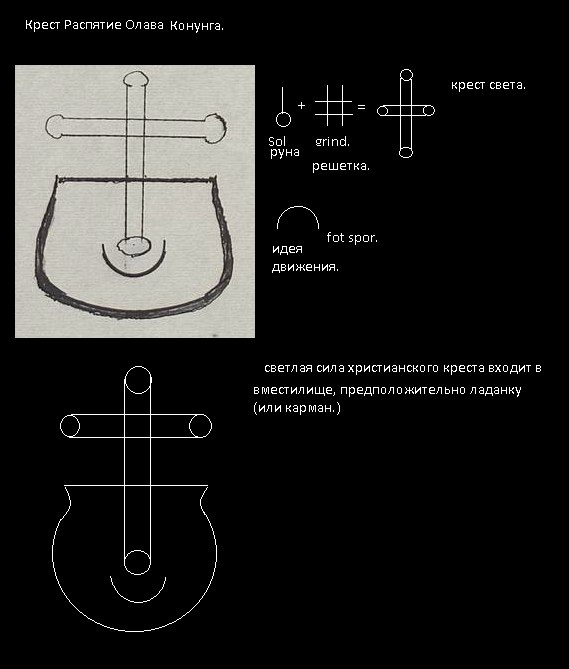 Крест Распятие Олава Конунга.
+ =
крест света.
Sol grind.
руна
решетка.
fot spor.
идея
движения.
светлая сила христианского креста входит в
вместилище, предположительно ладанку
(или карман.)